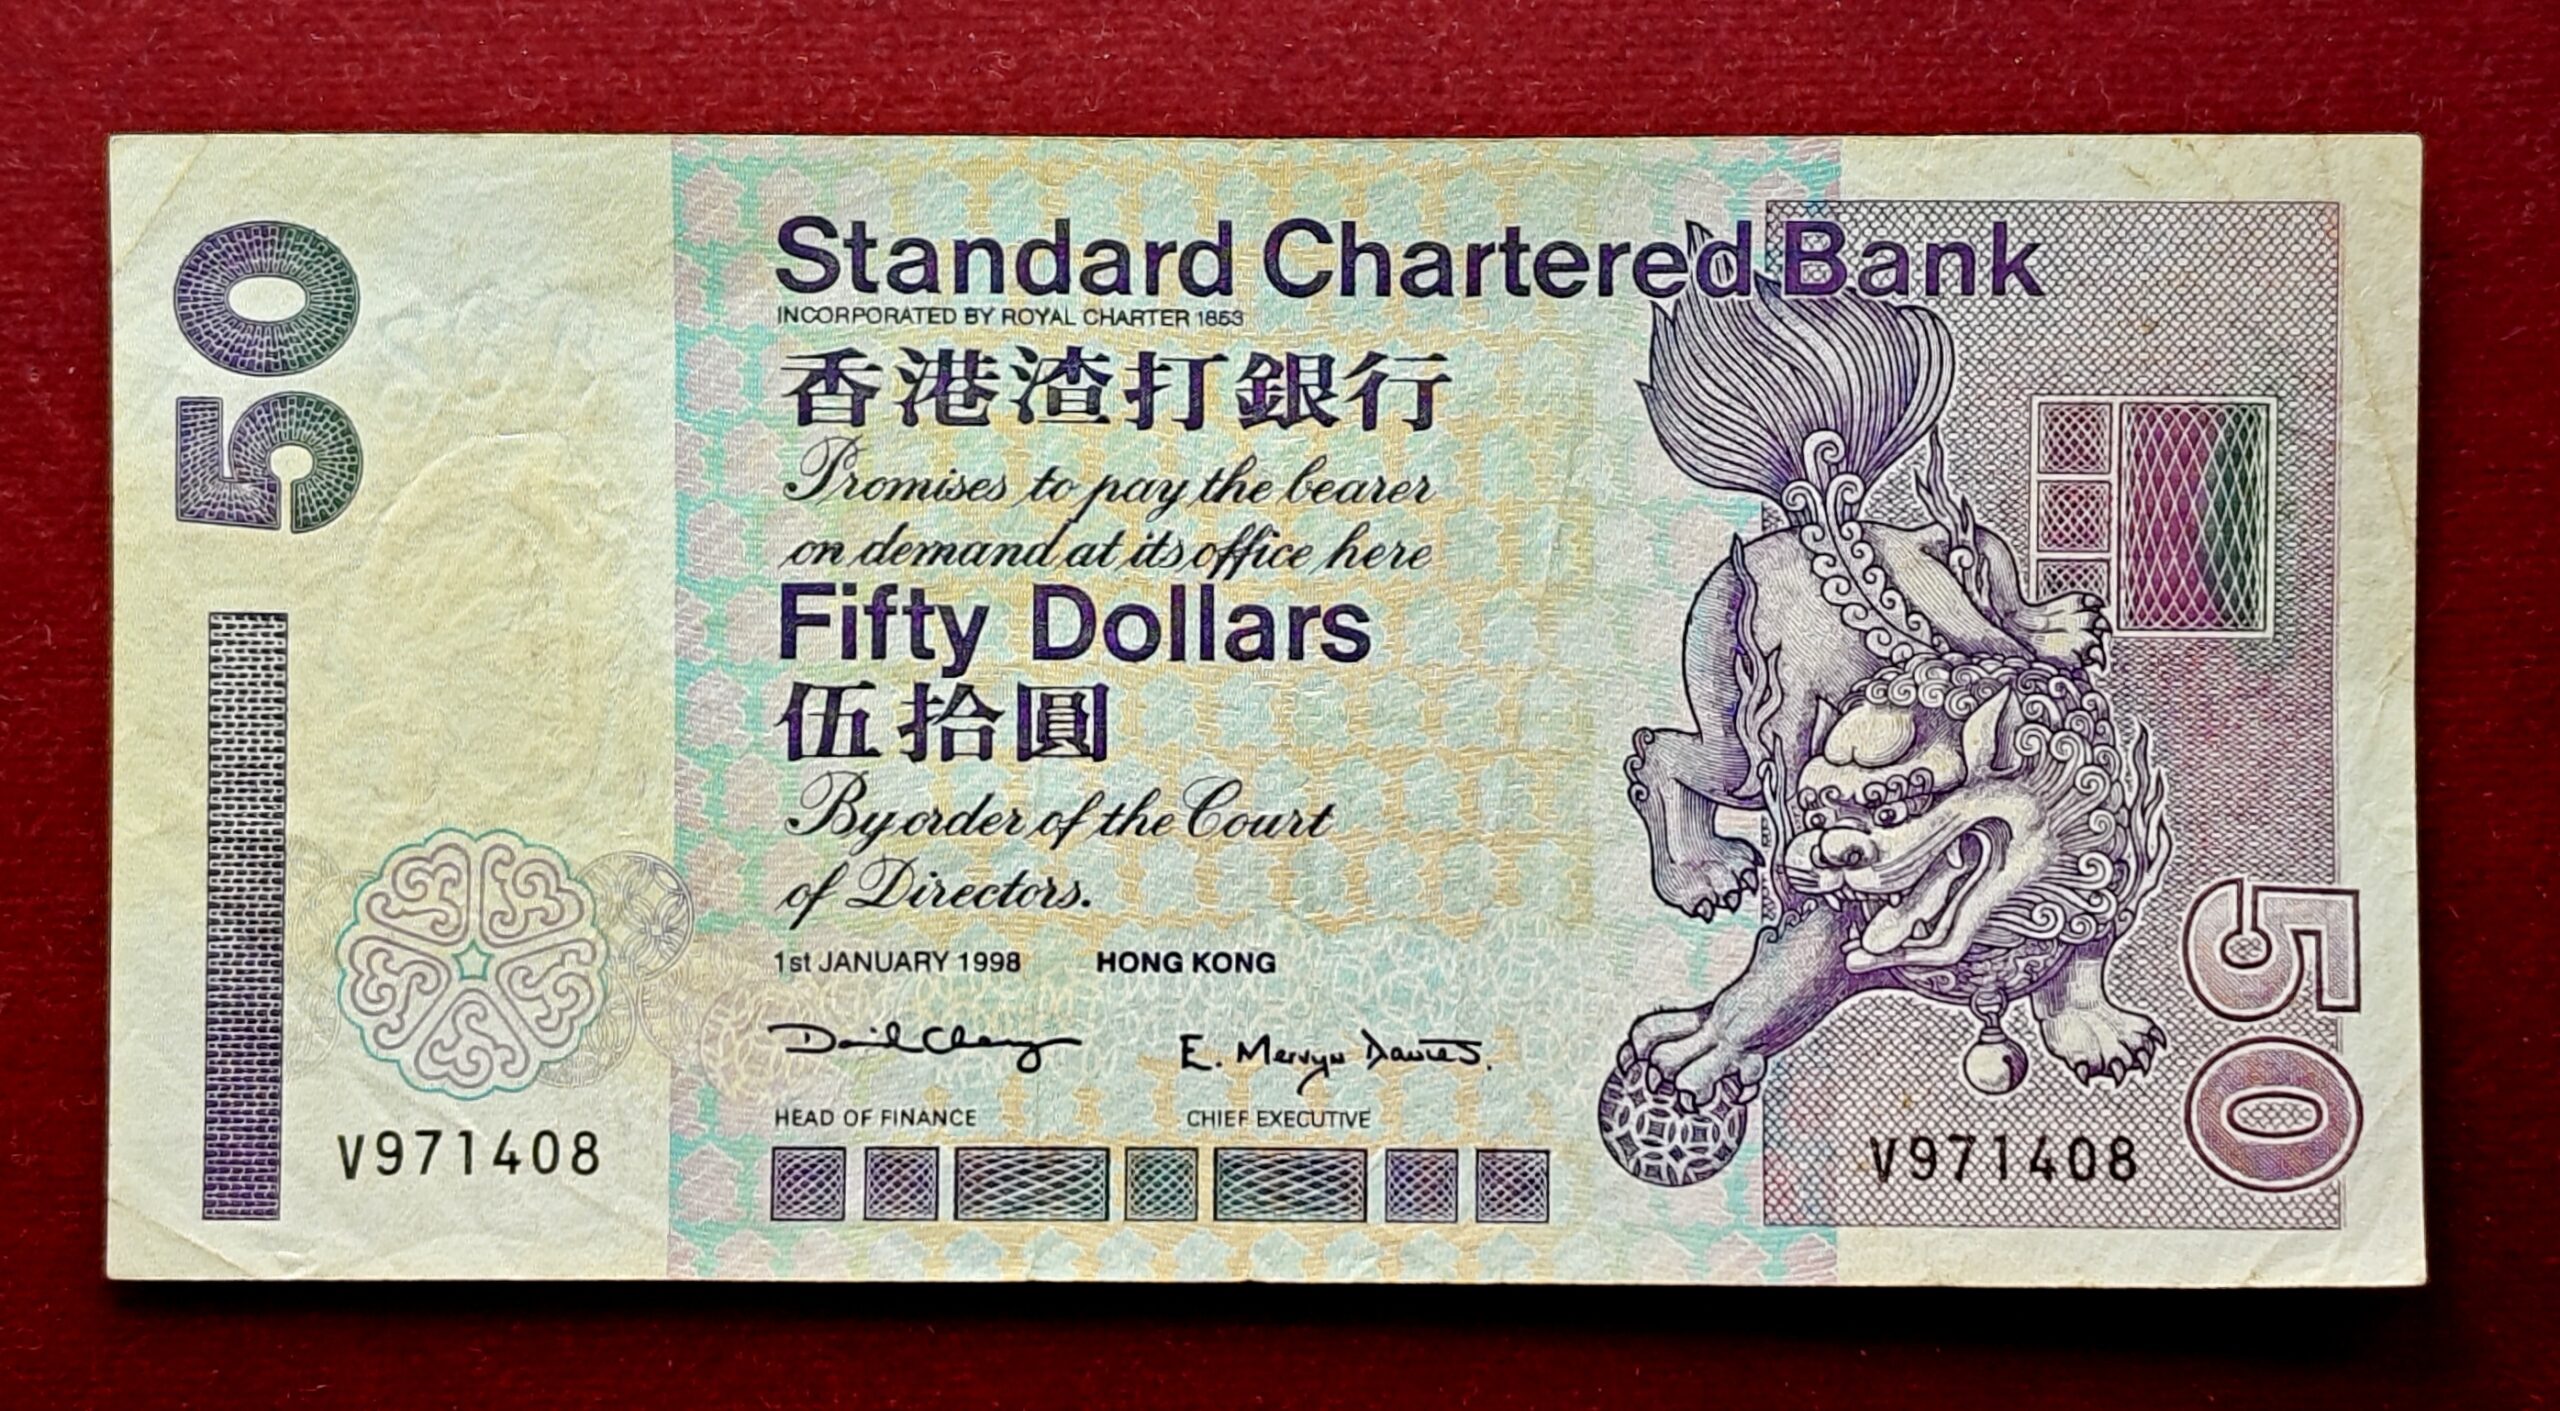 50
Standard Chartered Bank
INCORPORATED BY ROYAL CHARTER 1853
香港渣打銀行
Promises to pay the bearer
on demand at its office here
Fifty Dollars
伍拾圓
By order of the Court
of Directors.
1st JANUARY 1998 HONG KONG
E. Mervyn Davies.
HEAD OF FINANCE CHIEF EXECUTIVE
V971408
V971408
50